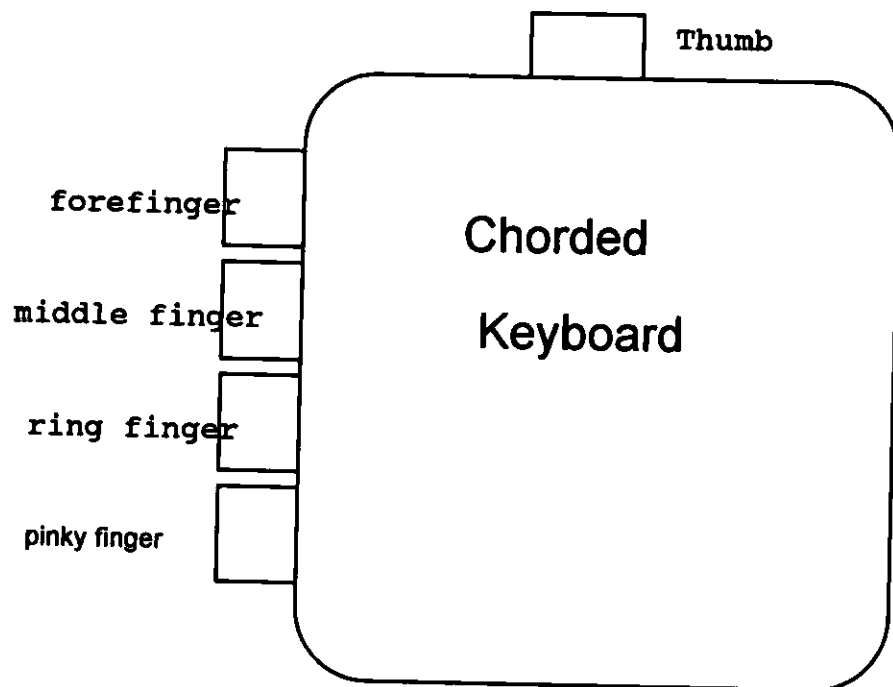 Thumb
forefinger
Chorded
middle finger
Keyboard
ring finger
pinky finger